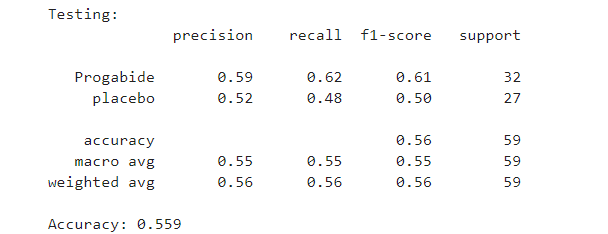 Testing:
precision recall f1-score support
Progabide 0.59 0.62 0.61 32
placebo 0.52 0.48 0.50 27
accuracy 0.56 59
macro avg 0.55 0.55 0.55 59
weighted avg 0.56 0.56 0.56 59
Accuracy: 0.559